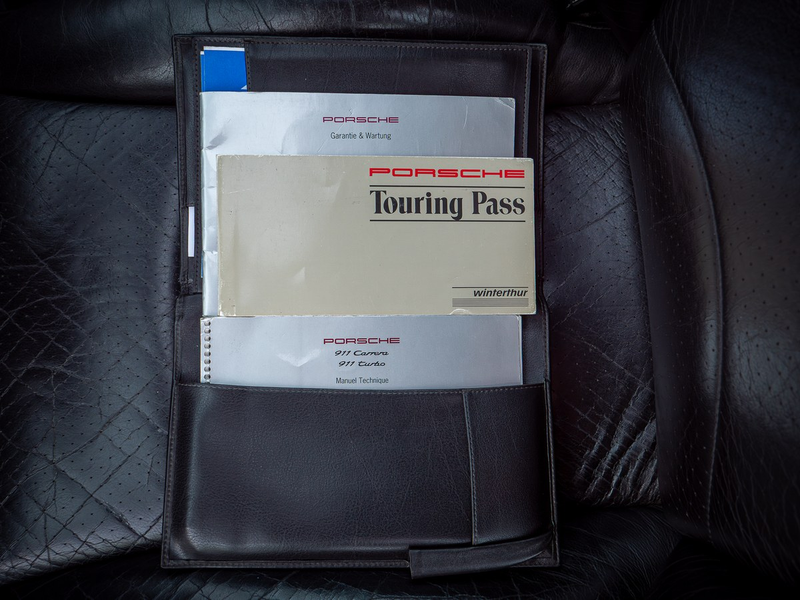 PORSCHE
Garantie & Wartung
PORSCHE
Touring Pass
winterthur
PORSCHE
911 Carrera
911 turbo
Manuel Technique